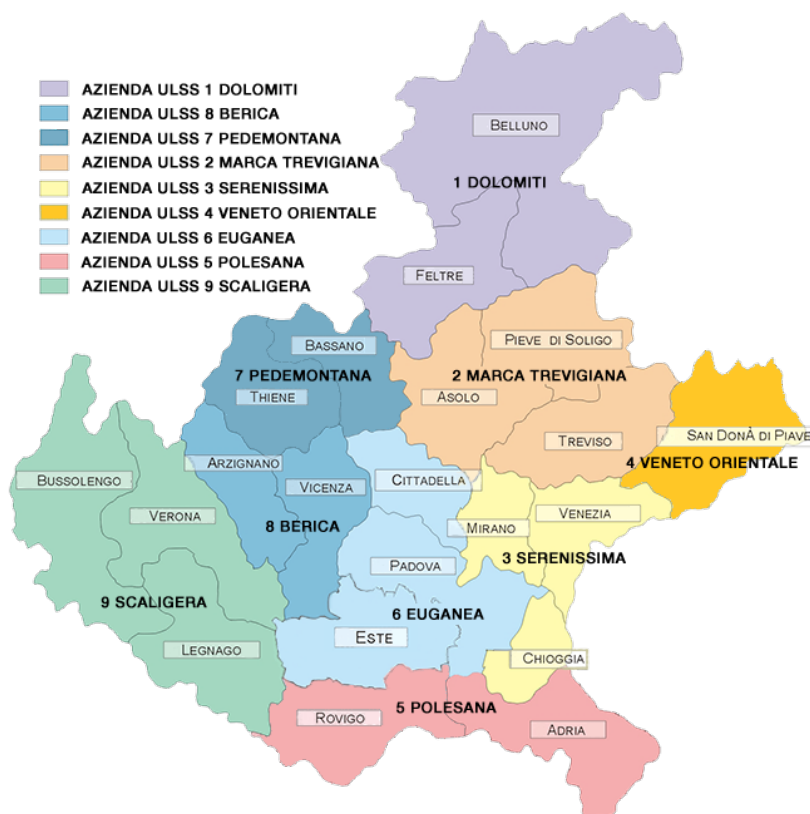 AZIENDA ULSS 1 DOLOMITI
AZIENDA ULSS 8 BERICA
AZIENDA ULSS 7 PEDEMONTANA
AZIENDA ULSS 2 MARCA TREVIGIANA
AZIENDA ULSS 3 SERENISSIMA
AZIENDA ULSS 4 VENETO ORIENTALE
AZIENDA ULSS 6 EUGANEA
AZIENDA ULSS 5 POLESANA
AZIENDA ULSS 9 SCALIGERA
BELLUNO
1 DOLOMITI
FELTRE
BASSANO
PIEVE DI SOLIGO
7 PEDEMONTANA
2 MARCA TREVIGIANA
THIENE
ASOLO
TREVISO
SAN DONÀ DI PIAVE
4 VENETO ORIENTALE
ARZIGNANO
BUSSOLENGO
VICENZA
CITTADELLA
VERONA
8 BERICA
MIRANO
VENEZIA
3 SERENISSIMA
PADOVA
9 SCALIGERA
6 EUGANEA
ESTE
LEGNAGO
CHIOGGIA
5 POLESANA
ROVIGO
ADRIA